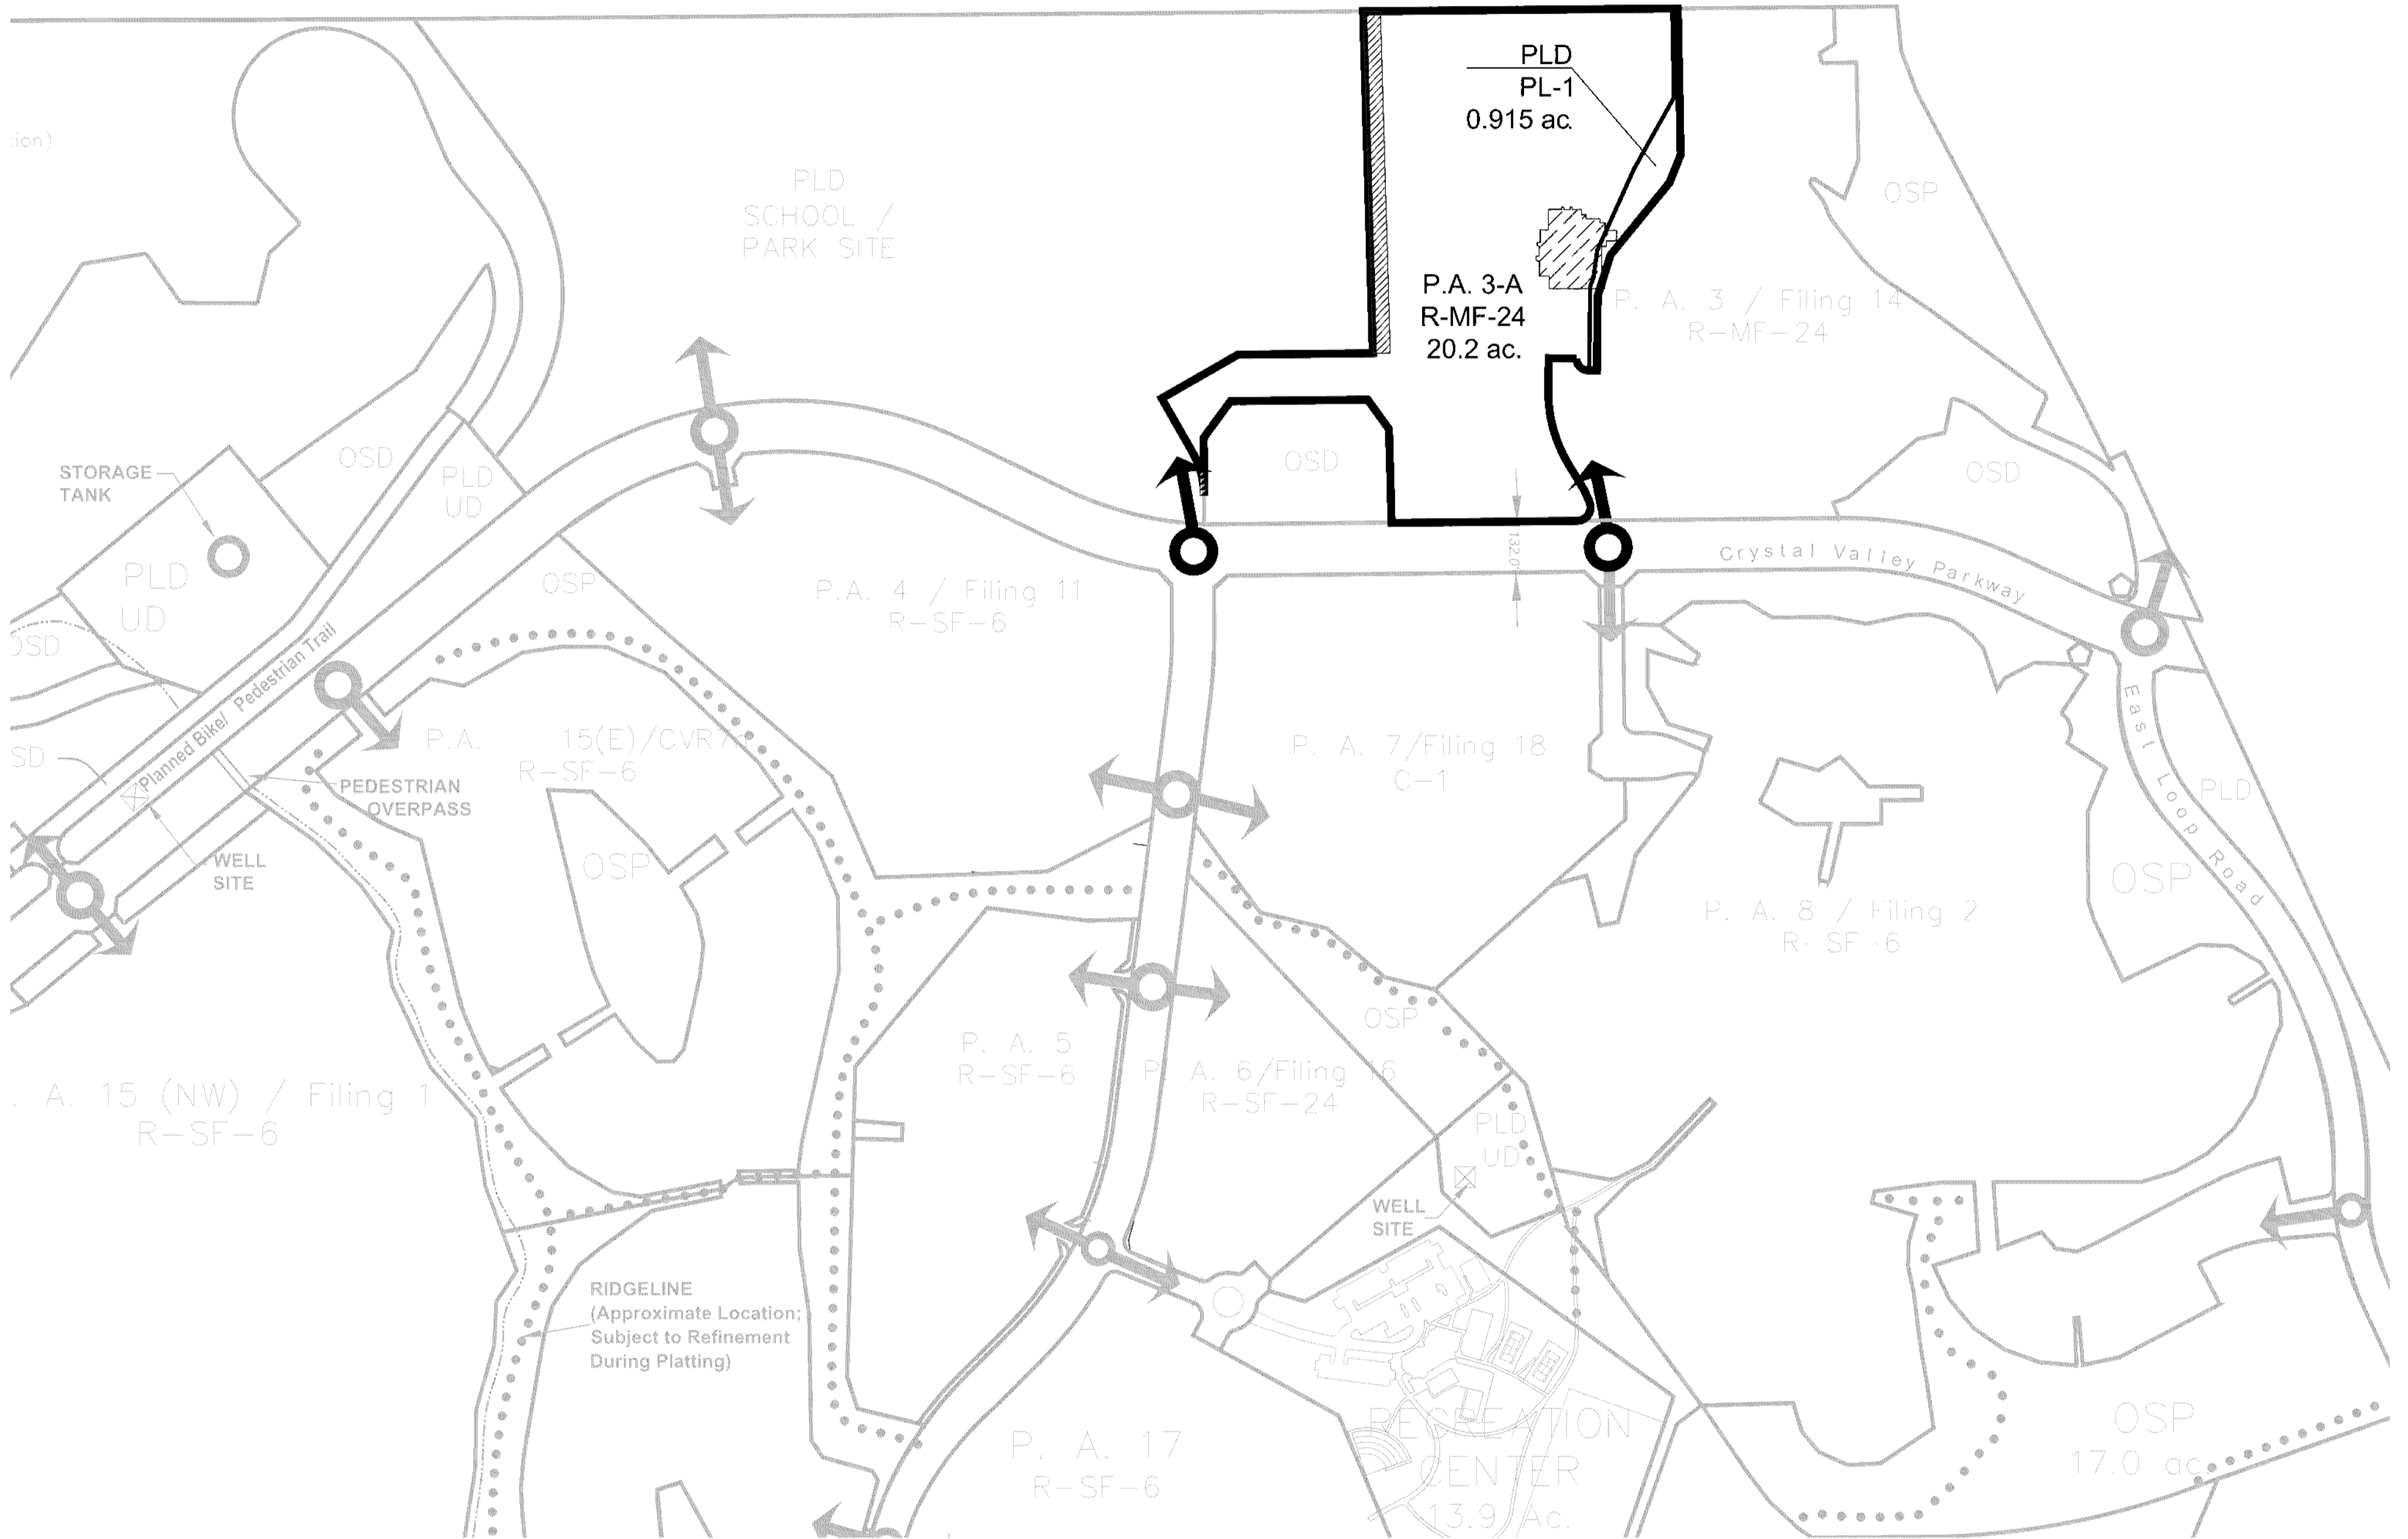 PLD
PL-1
0.915 ac.
ion)
PLD
SCHOOL /
PARK SITE
OSP
P.A. 3-A
R-MF-24
20.2 ac.
P. A. 3 / Filing 14
R-MF-24
STORAGE
TANK
OSD
PLD
UD
OSD
OSD
PLD
UD
OSP
P.A. 4 / Filing 11
R-SF-6
132.0'
Crystal Valley Parkway
OSD
Planned Bike/ Pedestrian Trail
P.A. 15(E)/CVR
R-SF-6
P. A. 7/Filing 18
C-1
East Loop Road
PLD
SD
PEDESTRIAN
OVERPASS
WELL
SITE
OSP
P. A. 8 / Filing 2
R-SF-6
OSP
P. A. 5
R-SF-6
OSP
P. A. 6/Filing 16
R-SF-24
. A. 15 (NW) / Filing 1
R-SF-6
PLD
UD
WELL
SITE
RIDGELINE
(Approximate Location;
Subject to Refinement
During Platting)
P. A. 17
R-SF-6
RECREATION
CENTER
13.9 Ac.
OSP
17.0 ac.